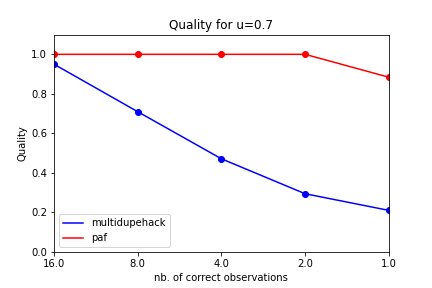 Quality for u=0.7
1.0
0.8
0.6
0.4
0.2
0.0
Quality
multidupehack
paf
16.0 8.0 4.0 2.0 1.0
nb. of correct observations